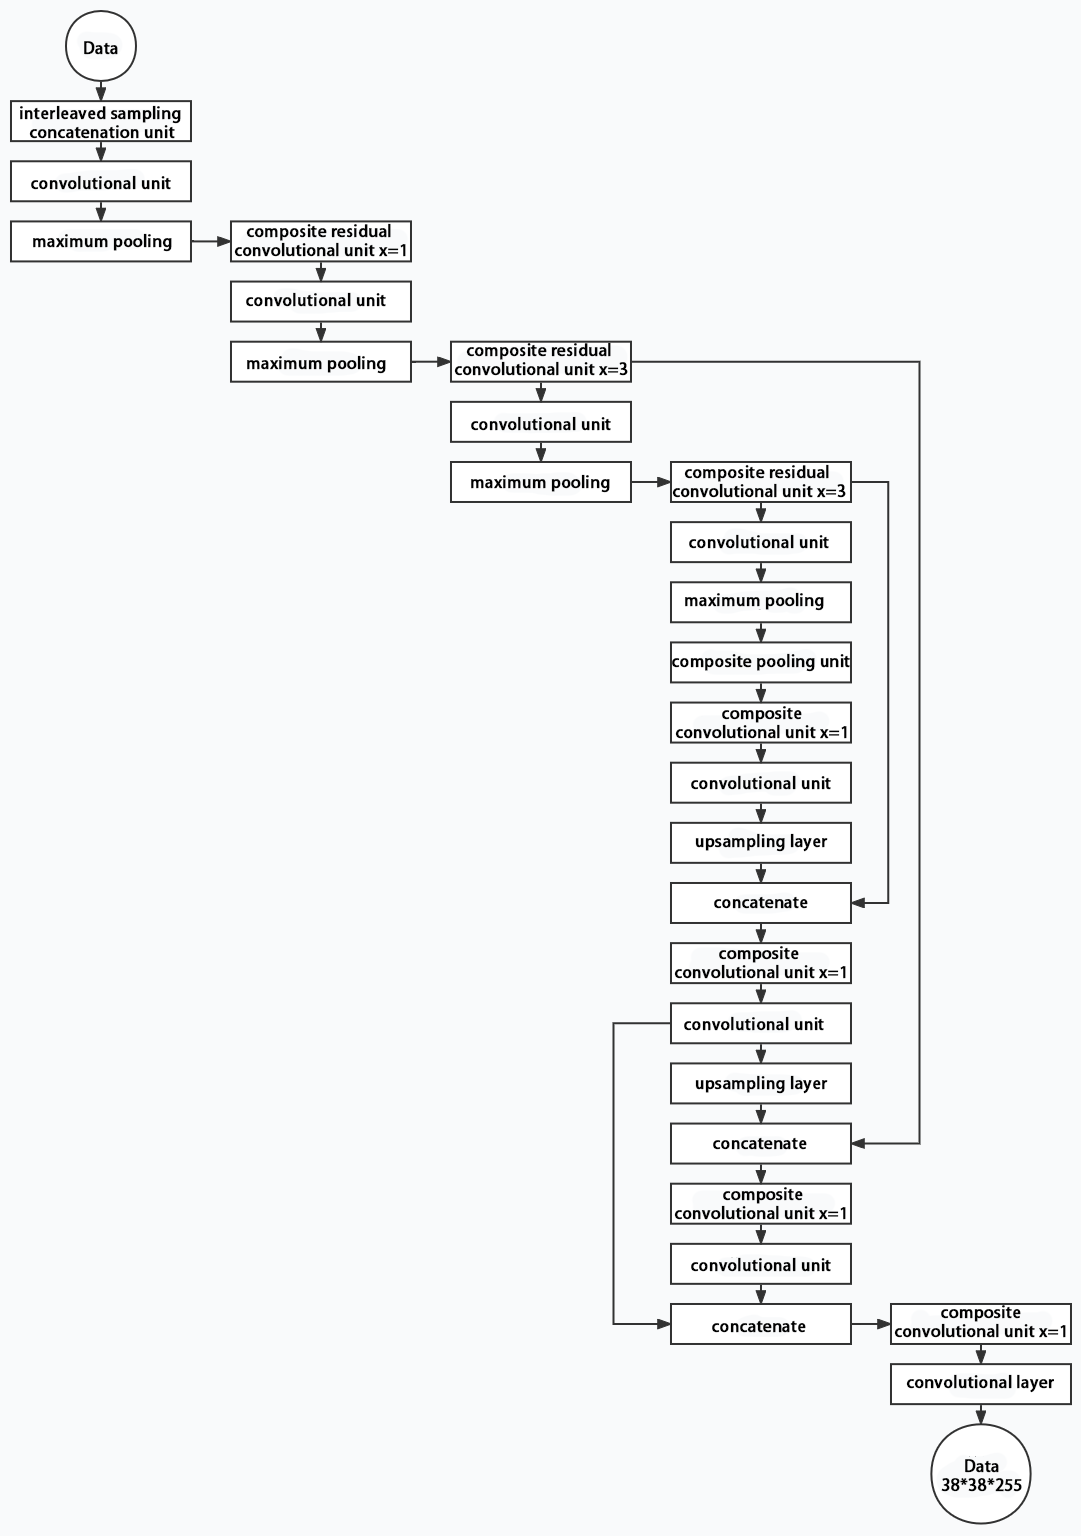 Data
interleaved sampling
concatenation unit
convolutional unit
maximum pooling
composite residual
convolutional unit x=1
convolutional unit
maximum pooling
composite residual
convolutional unit x=3
convolutional unit
maximum pooling
composite residual
convolutional unit x=3
convolutional unit
maximum pooling
composite pooling unit
composite
convolutional unit x=1
convolutional unit
upsampling layer
concatenate
composite
convolutional unit x=1
convolutional unit
upsampling layer
concatenate
composite
convolutional unit x=1
convolutional unit
concatenate
composite
convolutional unit x=1
convolutional layer
Data
38*38*255